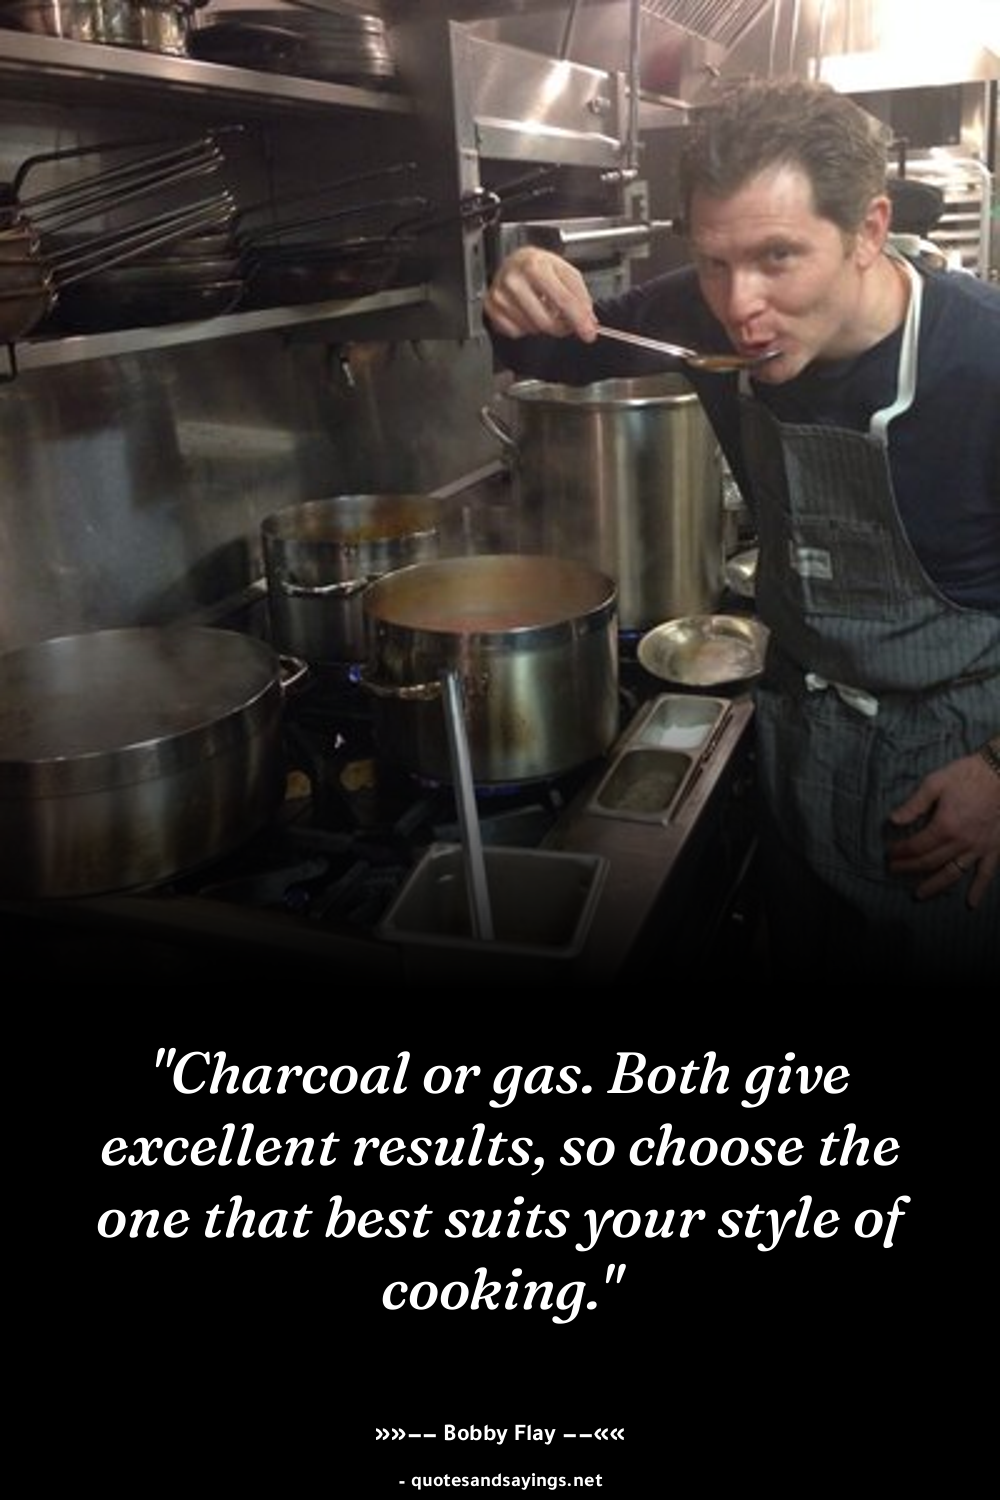 "Charcoal or gas. Both give
excellent results, so choose the
one that best suits your style of
cooking."
»»–– Bobby Flay ––««
- quotesandsayings.net